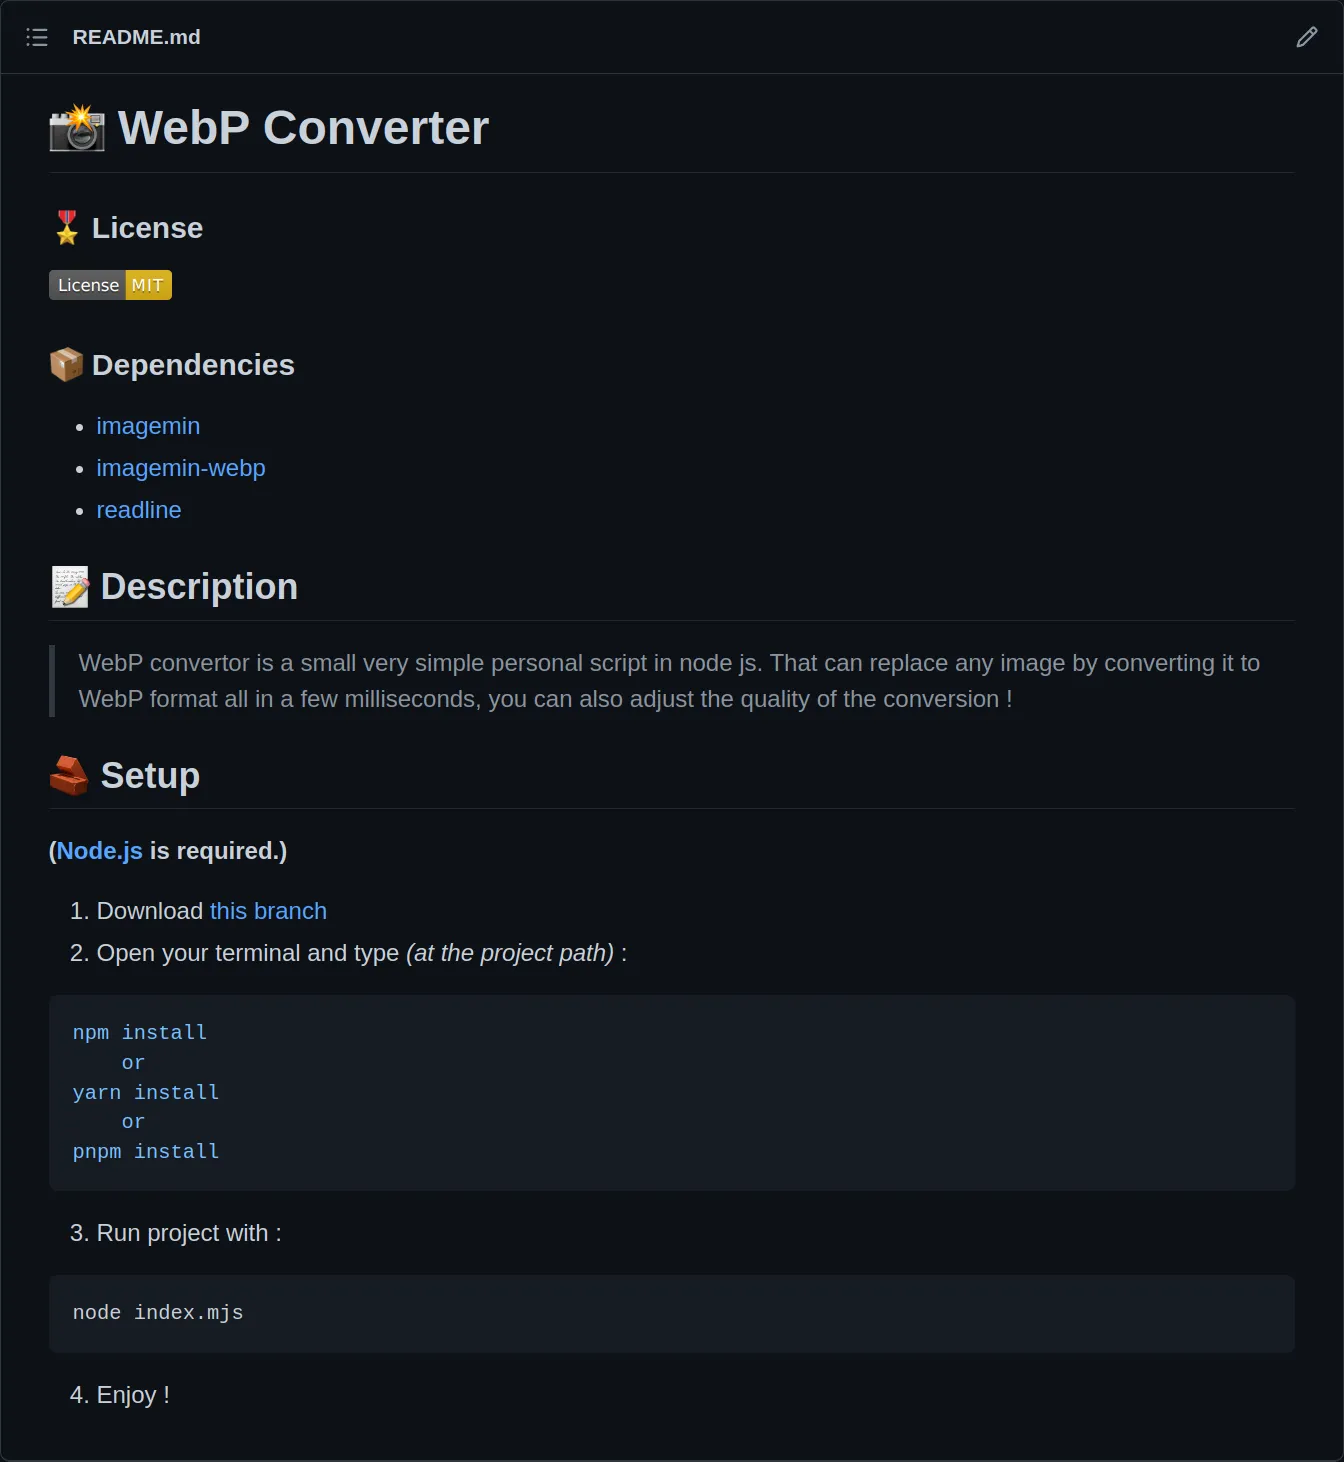 README.md
📸 WebP Converter
🎖️ License
License MIT
📦 Dependencies
• imagemin
• imagemin-webp
• readline
📝 Description
WebP convertor is a small very simple personal script in node js. That can replace any image by converting it to
WebP format all in a few milliseconds, you can also adjust the quality of the conversion !
🧰 Setup
(Node.js is required.)
1. Download this branch
2. Open your terminal and type (at the project path) :
npm install
    or
yarn install
    or
pnpm install
3. Run project with :
node index.mjs
4. Enjoy !